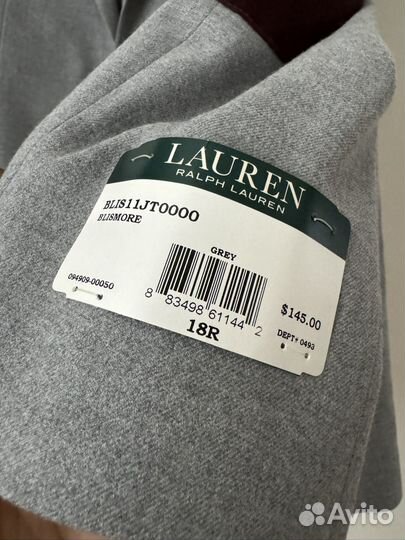 LAUREN
RALPH LAUREN
BLIS11JT0000
BLISMORE
GREY
094909-00050
8 83498 61144 2
$145.00
18R
DEPT# 0493
Avito